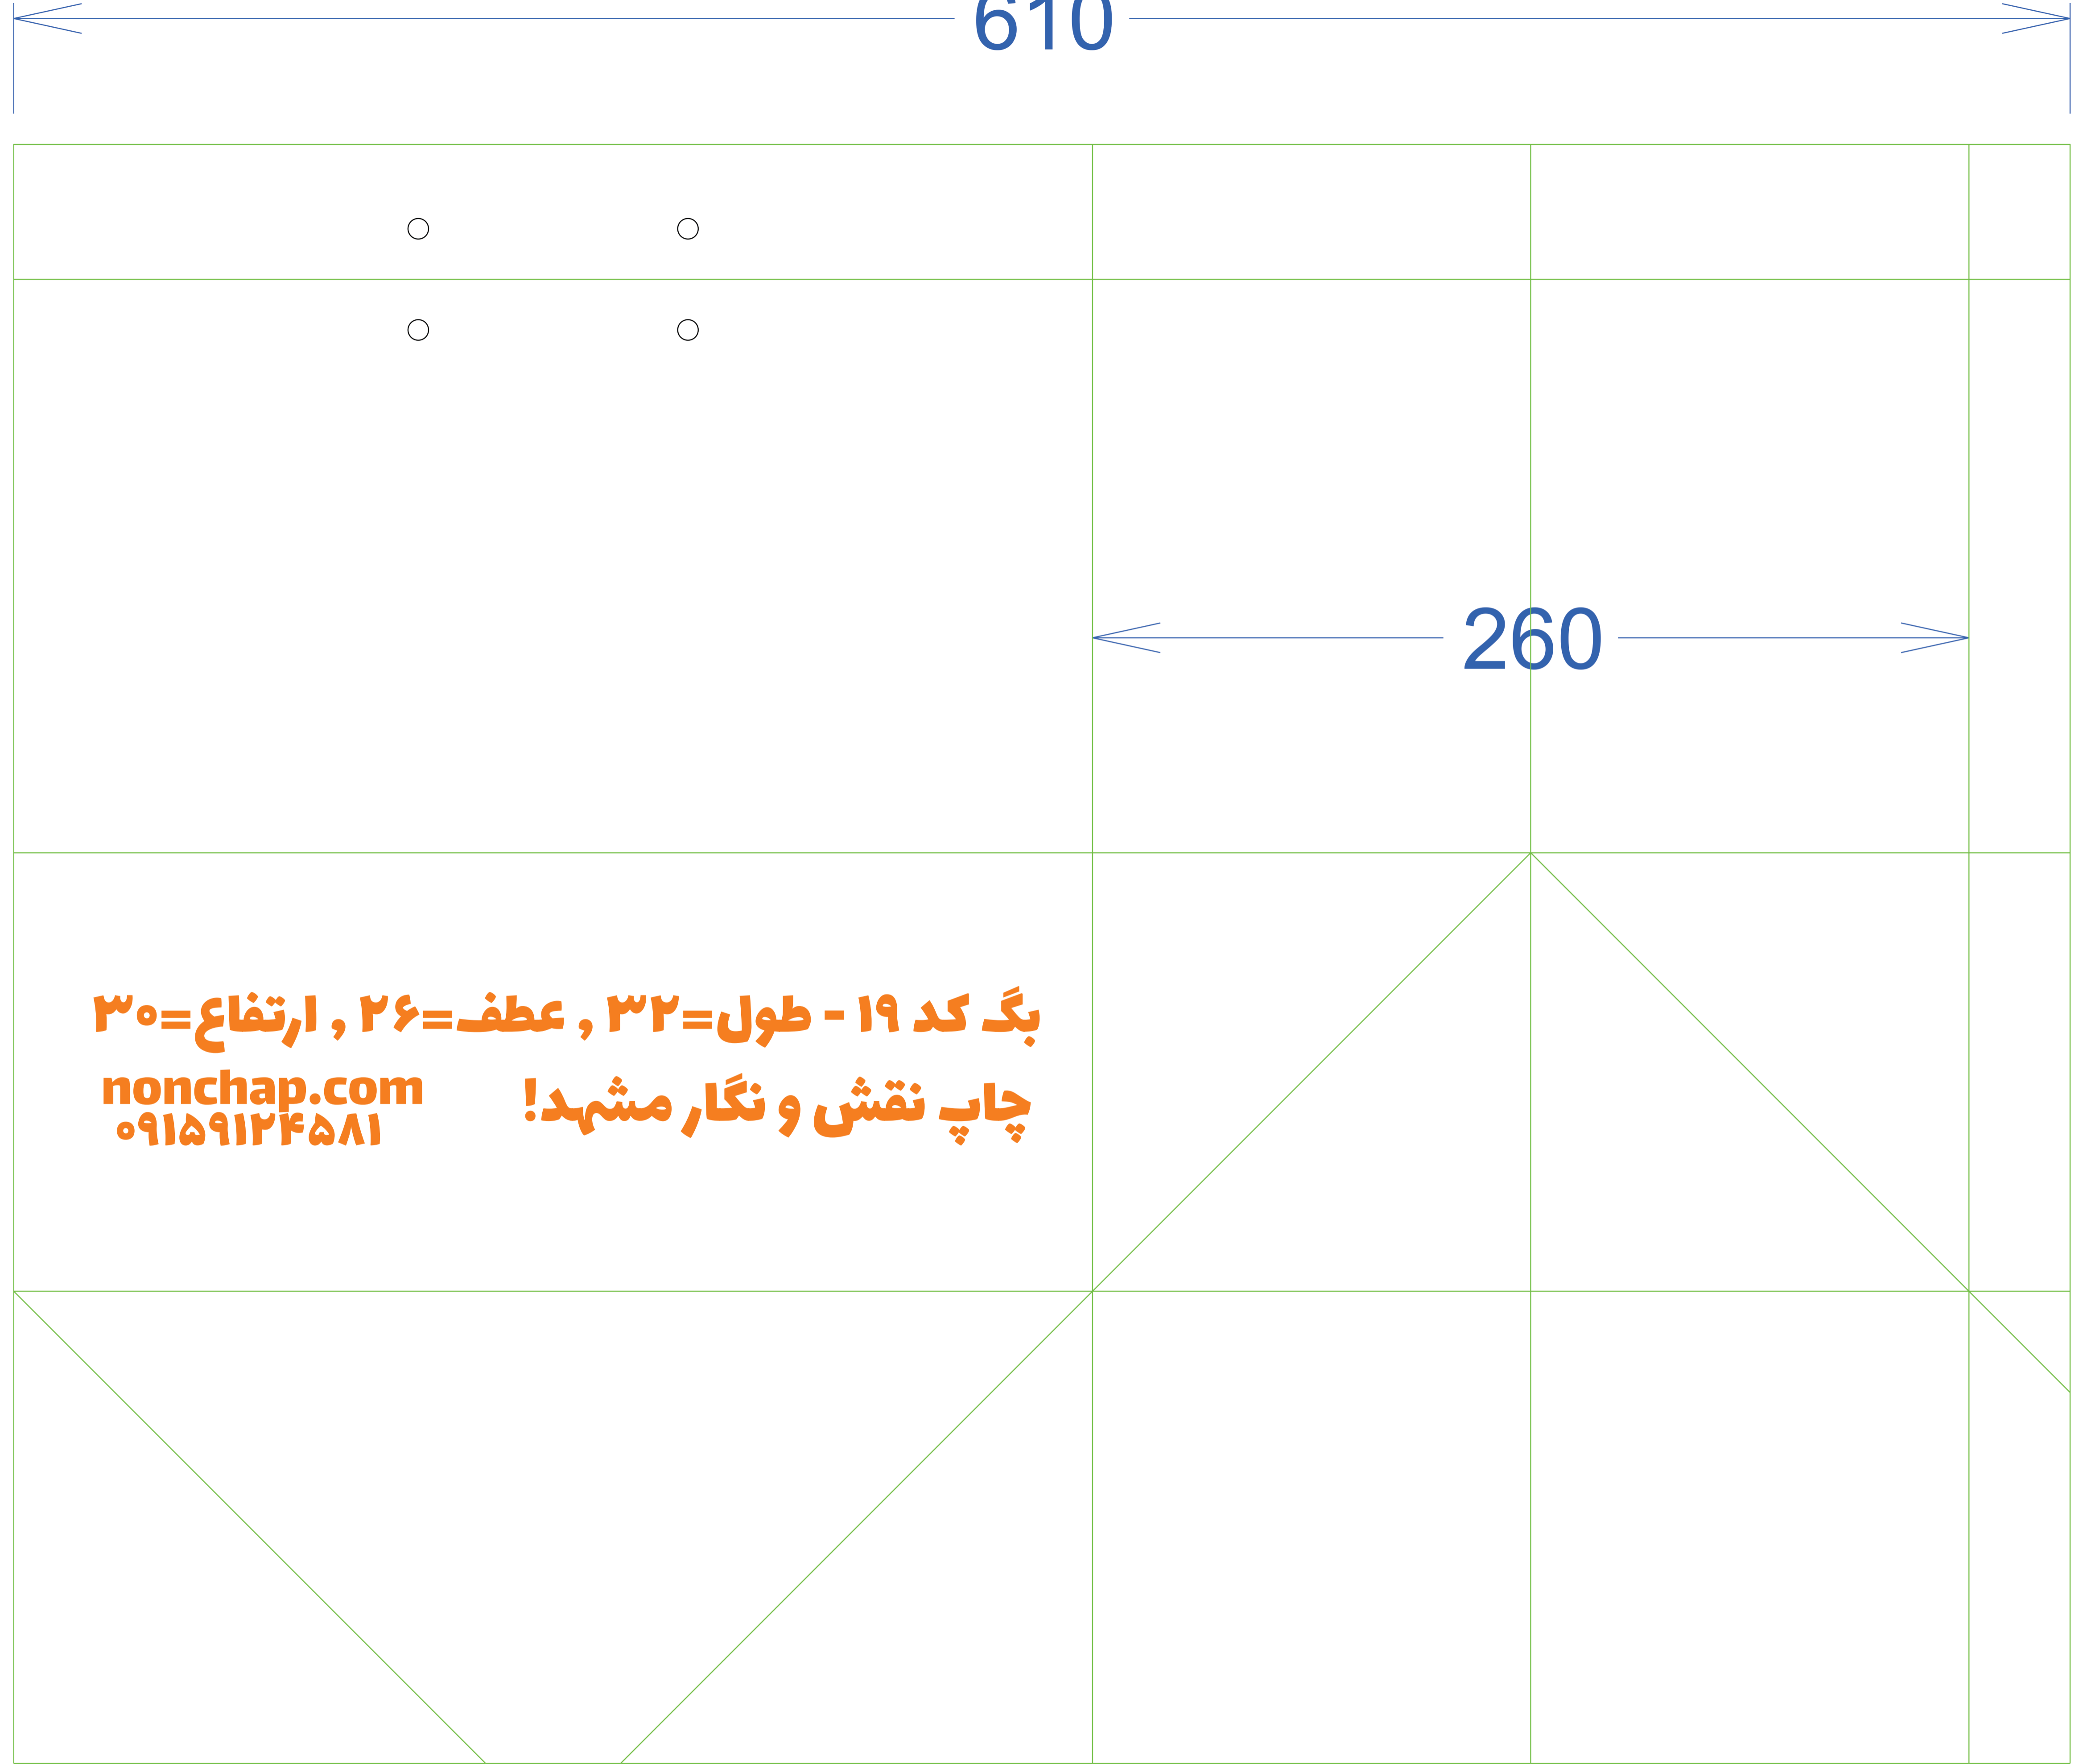 610
260
بگ کد ۱۹ - طول=۳۲, عطف=۲۶, ارتفاع=۳۰
چاپ نقش و نگار مشهد!
nonchap.com
۰۹۱۵۹۱۲۴۵۸۱